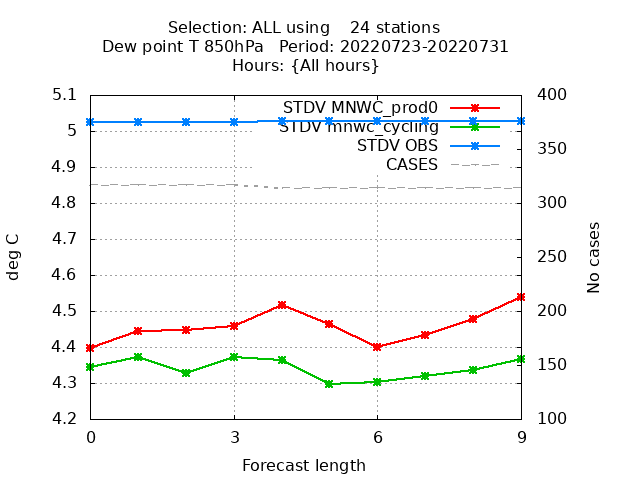 Selection: ALL using    24 stations
Dew point T 850hPa   Period: 20220723-20220731
Hours: {All hours}
5.1
5
4.9
4.8
4.7
4.6
4.5
4.4
4.3
4.2
deg C
STDV MNWC_prod0
STDV mnwc_cycling
STDV OBS
CASES
400
350
300
250
200
150
100
No cases
0 3 6 9
Forecast length